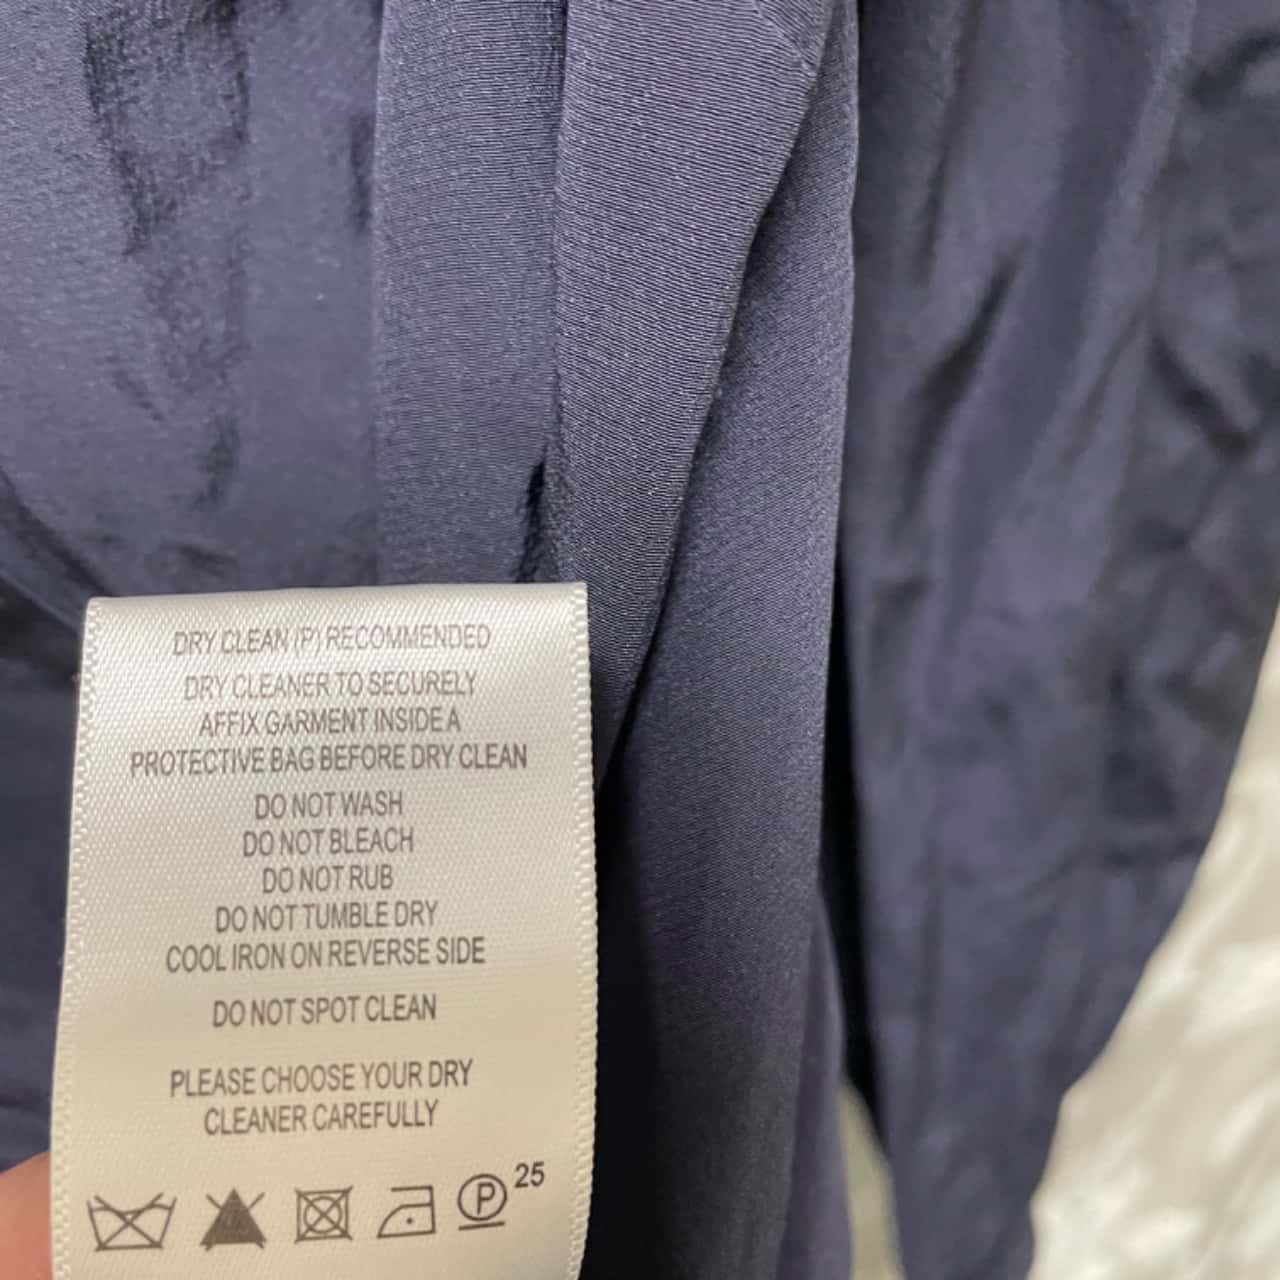 DRY CLEAN (P) RECOMMENDED
DRY CLEANER TO SECURELY
AFFIX GARMENT INSIDE A
PROTECTIVE BAG BEFORE DRY CLEAN
DO NOT WASH
DO NOT BLEACH
DO NOT RUB
DO NOT TUMBLE DRY
COOL IRON ON REVERSE SIDE
DO NOT SPOT CLEAN
PLEASE CHOOSE YOUR DRY
CLEANER CAREFULLY
P 25